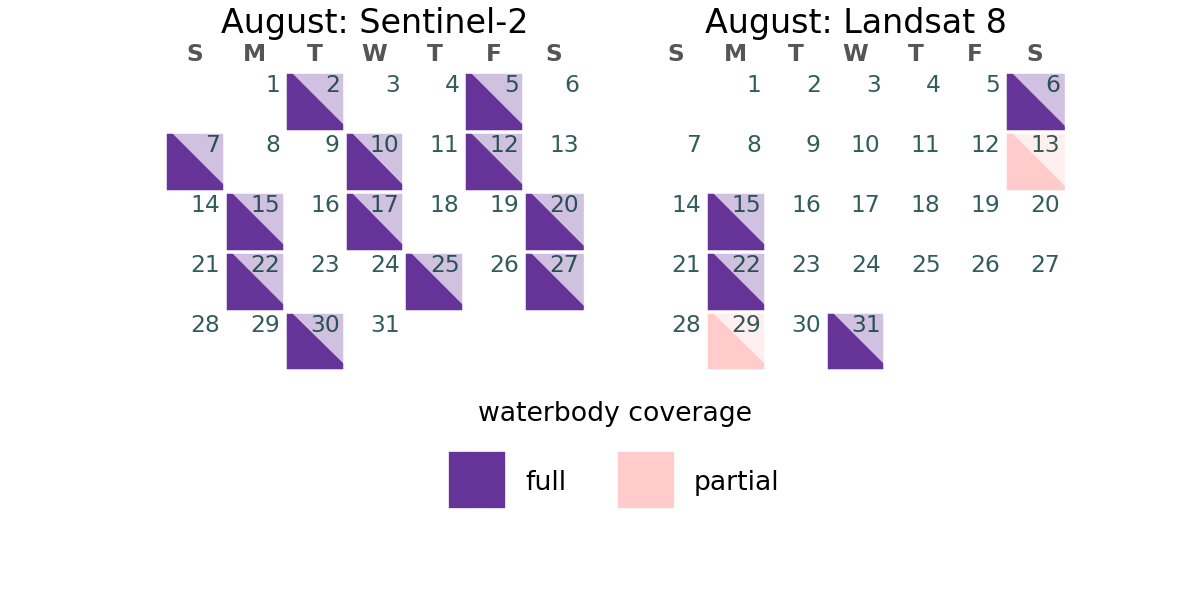 August: Sentinel-2
S M T W T F S
1 2 3 4 5 6
7 8 9 10 11 12 13
14 15 16 17 18 19 20
21 22 23 24 25 26 27
28 29 30 31
August: Landsat 8
S M T W T F S
1 2 3 4 5 6
7 8 9 10 11 12 13
14 15 16 17 18 19 20
21 22 23 24 25 26 27
28 29 30 31
waterbody coverage
full partial